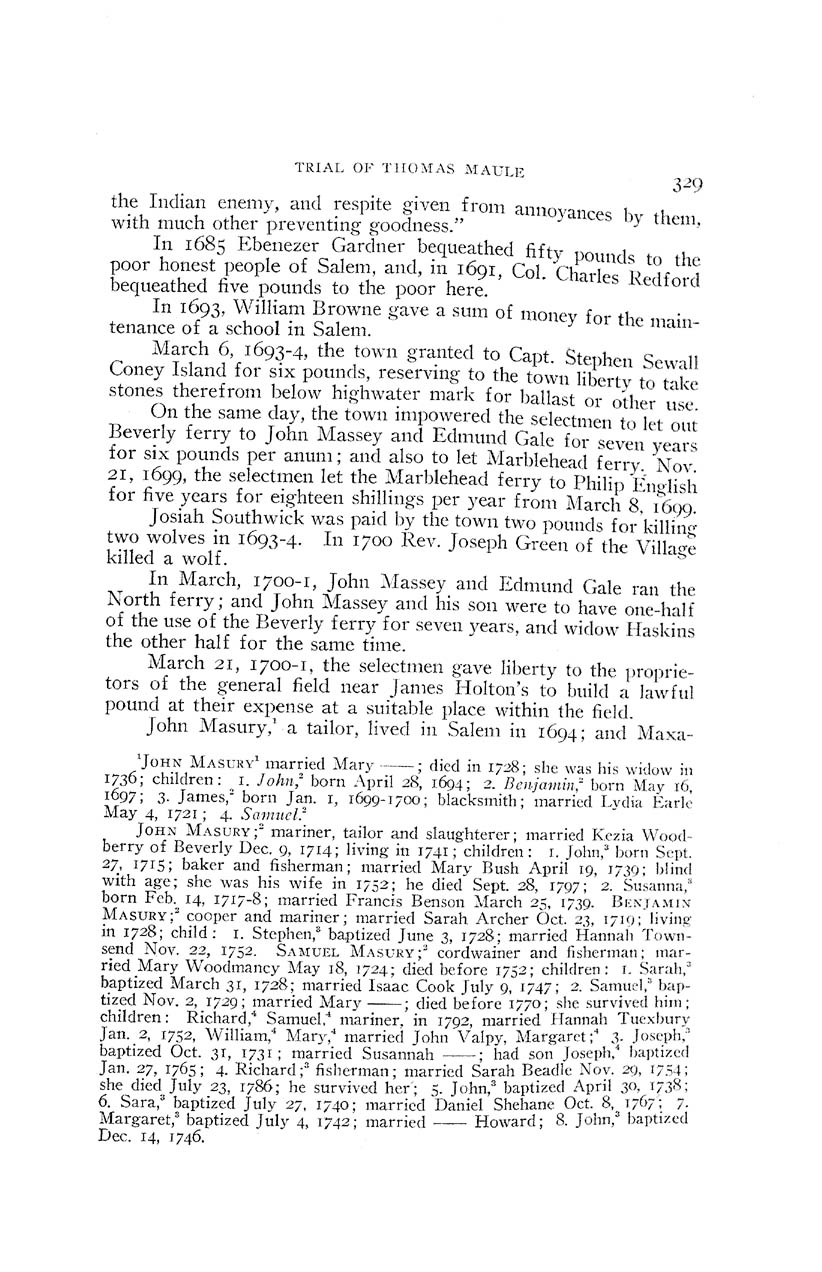 TRIAL OF THOMAS MAULE
329
the Indian enemy, and respite given from annoyances by them,
with much other preventing goodness.”
In 1685 Ebenezer Gardner bequeathed fifty pounds to the
poor honest people of Salem, and, in 1691, Col. Charles Redford
bequeathed five pounds to the poor here.
In 1693, William Browne gave a sum of money for the main-
tenance of a school in Salem.
March 6, 1693-4, the town granted to Capt. Stephen Sewall
Coney Island for six pounds, reserving to the town liberty to take
stones therefrom below highwater mark for ballast or other use.
On the same day, the town impowered the selectmen to let out
Beverly ferry to John Massey and Edmund Gale for seven years
for six pounds per anum; and also to let Marblehead ferry. Nov.
21, 1699, the selectmen let the Marblehead ferry to Philip English
for five years for eighteen shillings per year from March 8, 1699.
Josiah Southwick was paid by the town two pounds for killing
two wolves in 1693-4. In 1700 Rev. Joseph Green of the Village
killed a wolf.
In March, 1700-1, John Massey and Edmund Gale ran the
North ferry; and John Massey and his son were to have one-half
of the use of the Beverly ferry for seven years, and widow Haskins
the other half for the same time.
March 21, 1700-1, the selectmen gave liberty to the proprie-
tors of the general field near James Holton's to build a lawful
pound at their expense at a suitable place within the field.
John Masury,¹ a tailor, lived in Salem in 1694; and Maxa-
¹JOHN MASURY¹ married Mary ——; died in 1728; she was his widow in
1736; children: 1. John,² born April 28, 1694; 2. Benjamin,² born May 16,
1697; 3. James,² born Jan. 1, 1699-1700; blacksmith; married Lydia Earle
May 4, 1721; 4. Samuel.²
JOHN MASURY;² mariner, tailor and slaughterer; married Kezia Wood-
berry of Beverly Dec. 9, 1714; living in 1741; children: 1. John,³ born Sept.
27, 1715; baker and fisherman; married Mary Bush April 19, 1739; blind
with age; she was his wife in 1752; he died Sept. 28, 1797; 2. Susanna,³
born Feb. 14, 1717-8; married Francis Benson March 25, 1739. BENJAMIN
MASURY;² cooper and mariner; married Sarah Archer Oct. 23, 1719; living
in 1728; child: 1. Stephen,³ baptized June 3, 1728; married Hannah Town-
send Nov. 22, 1752. SAMUEL MASURY;² cordwainer and fisherman; mar-
ried Mary Woodmancy May 18, 1724; died before 1752; children: 1. Sarah,³
baptized March 31, 1728; married Isaac Cook July 9, 1747; 2. Samuel,³ bap-
tized Nov. 2, 1729; married Mary ——; died before 1770; she survived him;
children: Richard,⁴ Samuel,⁴ mariner, in 1792, married Hannah Tuexbury
Jan. 2, 1752, William,⁴ Mary,⁴ married John Valpy, Margaret;⁴ 3. Joseph,³
baptized Oct. 31, 1731; married Susannah ——; had son Joseph,⁴ baptized
Jan. 27, 1765; 4. Richard;³ fisherman; married Sarah Beadle Nov. 29, 1754;
she died July 23, 1786; he survived her; 5. John,³ baptized April 30, 1738;
6. Sara,³ baptized July 27, 1740; married Daniel Shehane Oct. 8, 1767; 7.
Margaret,³ baptized July 4, 1742; married —— Howard; 8. John,³ baptized
Dec. 14, 1746.